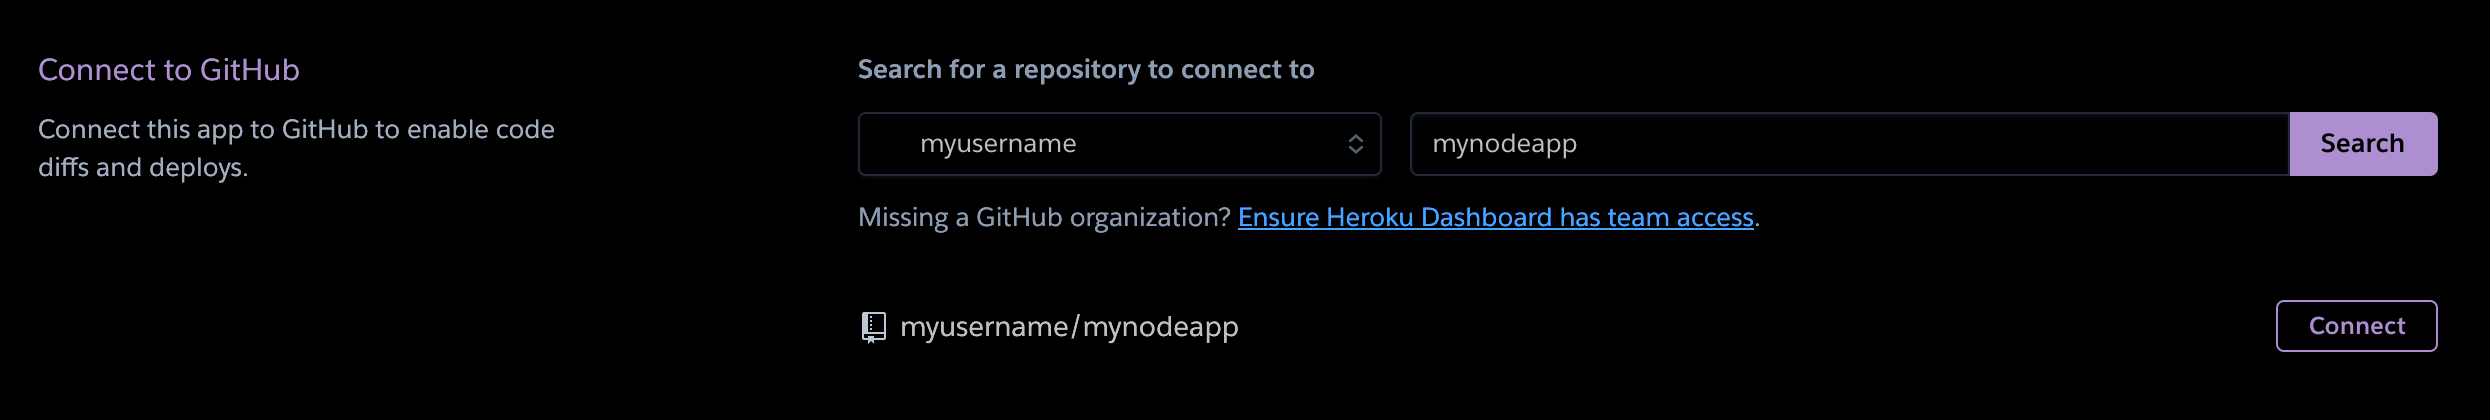 Connect to GitHub
Connect this app to GitHub to enable code
diffs and deploys.
Search for a repository to connect to
myusername
mynodeapp
Search
Missing a GitHub organization? Ensure Heroku Dashboard has team access.
myusername/mynodeapp
Connect